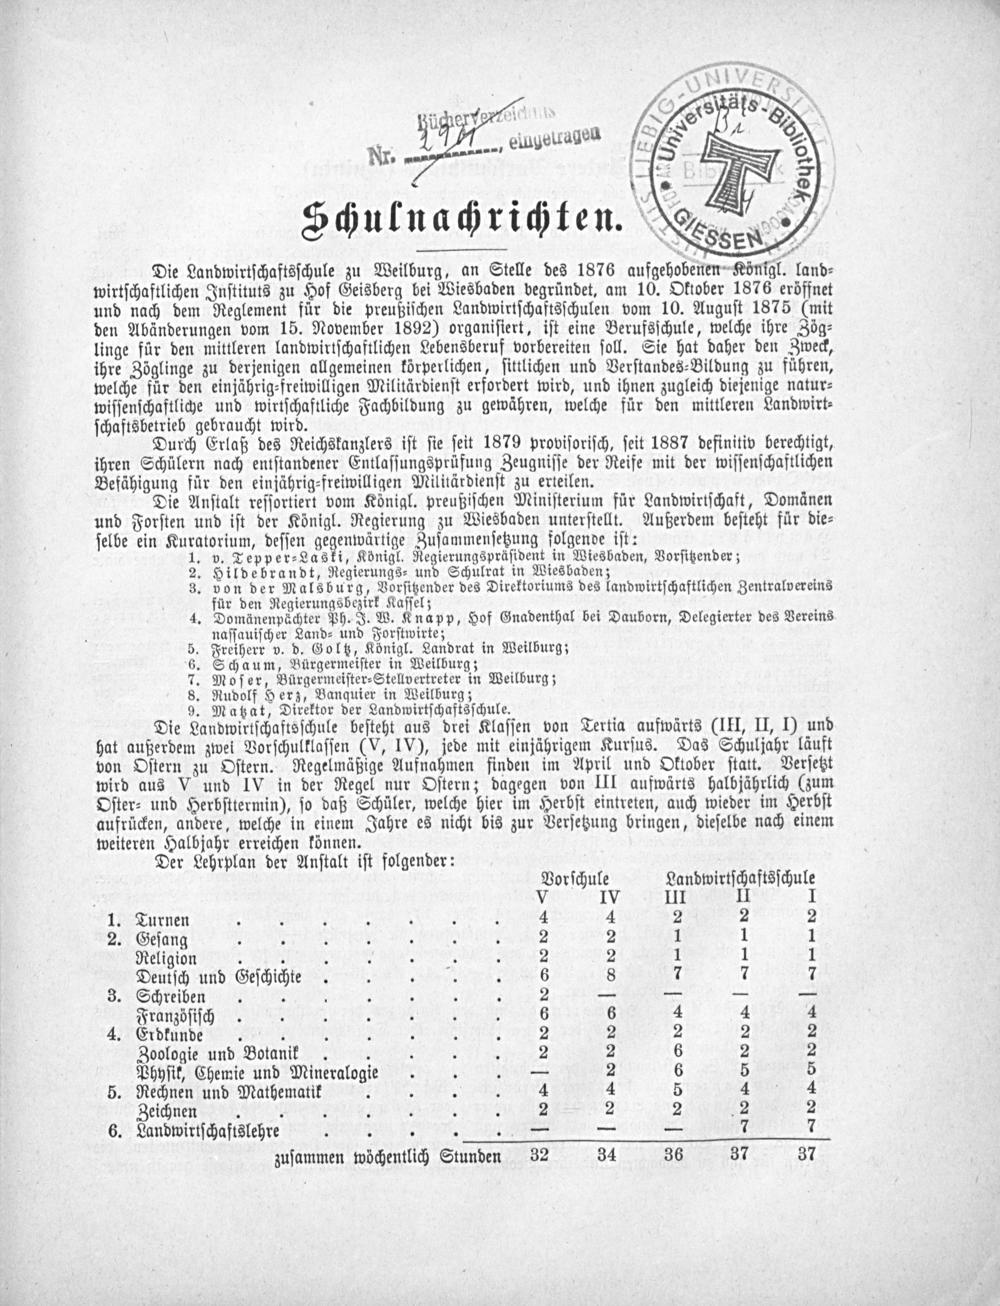 Bücherverzeichnis
Nr. 2901, eingetragen
LIEBIG-UNIVERSITÄT
Universitäts-Bibliothek
GIESSEN
Schulnachrichten.
Die Landwirtschaftsschule zu Weilburg, an Stelle des 1876 aufgehobenen Königl. land-
wirtschaftlichen Instituts zu Hof Geisberg bei Wiesbaden begründet, am 10. Oktober 1876 eröffnet
und nach dem Reglement für die preußischen Landwirtschaftsschulen vom 10. August 1875 (mit
den Abänderungen vom 15. November 1892) organisiert, ist eine Berufsschule, welche ihre Zög-
linge für den mittleren landwirtschaftlichen Lebensberuf vorbereiten soll. Sie hat daher den Zweck,
ihre Zöglinge zu derjenigen allgemeinen körperlichen, sittlichen und Verstandes-Bildung zu führen,
welche für den einjährig-freiwilligen Militärdienst erfordert wird, und ihnen zugleich diejenige natur-
wissenschaftliche und wirtschaftliche Fachbildung zu gewähren, welche für den mittleren Landwirt-
schaftsbetrieb gebraucht wird.
Durch Erlaß des Reichskanzlers ist sie seit 1879 provisorisch, seit 1887 definitiv berechtigt,
ihren Schülern nach entstandener Entlassungsprüfung Zeugnisse der Reife mit der wissenschaftlichen
Befähigung für den einjährig-freiwilligen Militärdienst zu erteilen.
Die Anstalt ressortiert vom Königl. preußischen Ministerium für Landwirtschaft, Domänen
und Forsten und ist der Königl. Regierung zu Wiesbaden unterstellt. Außerdem besteht für die-
selbe ein Kuratorium, dessen gegenwärtige Zusammensetzung folgende ist:
1. v. Tepper-Laski, Königl. Regierungspräsident in Wiesbaden, Vorsitzender;
2. Hildebrandt, Regierungs- und Schulrat in Wiesbaden;
3. von der Malsburg, Vorsitzender des Direktoriums des landwirtschaftlichen Zentralvereins
für den Regierungsbezirk Kassel;
4. Domänenpächter Ph. J. W. Knapp, Hof Gnadenthal bei Dauborn, Delegierter des Vereins
nassauischer Land- und Forstwirte;
5. Freiherr v. d. Goltz, Königl. Landrat in Weilburg;
6. Schaum, Bürgermeister in Weilburg;
7. Moser, Bürgermeister-Stellvertreter in Weilburg;
8. Rudolf Herz, Banquier in Weilburg;
9. Matzat, Direktor der Landwirtschaftsschule.
Die Landwirtschaftsschule besteht aus drei Klassen von Tertia aufwärts (III, II, I) und
hat außerdem zwei Vorschulklassen (V, IV), jede mit einjährigem Kursus. Das Schuljahr läuft
von Ostern zu Ostern. Regelmäßige Aufnahmen finden im April und Oktober statt. Versetzt
wird aus V und IV in der Regel nur Ostern; dagegen von III aufwärts halbjährlich (zum
Oster- und Herbsttermin), so daß Schüler, welche hier im Herbst eintreten, auch wieder im Herbst
aufrücken, andere, welche in einem Jahre es nicht bis zur Versetzung bringen, dieselbe nach einem
weiteren Halbjahr erreichen können.
Der Lehrplan der Anstalt ist folgender:
Vorschule Landwirtschaftsschule
V IV III II I
1. Turnen . . . . . . . 4 4 2 2 2
2. Gesang . . . . . . . 2 2 1 1 1
Religion . . . . . . . 2 2 1 1 1
Deutsch und Geschichte . . . . . 6 8 7 7 7
3. Schreiben . . . . . . . 2 — — — —
Französisch . . . . . . . 6 6 4 4 4
4. Erdkunde . . . . . . . 2 2 2 2 2
Zoologie und Botanik . . . . . 2 2 6 2 2
Physik, Chemie und Mineralogie . . . — 2 6 5 5
5. Rechnen und Mathematik . . . . 4 4 5 4 4
Zeichnen . . . . . . . 2 2 2 2 2
6. Landwirtschaftslehre . . . . . — — — 7 7
zusammen wöchentlich Stunden 32 34 36 37 37